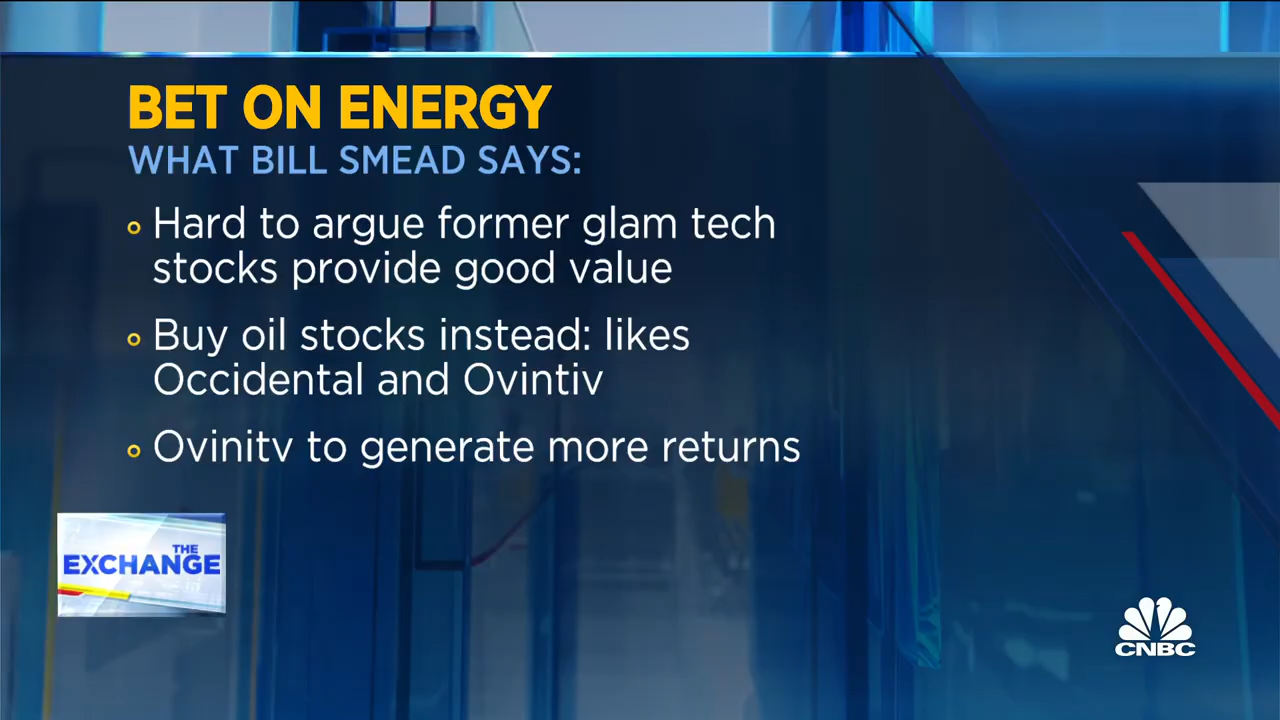 BET ON ENERGY
WHAT BILL SMEAD SAYS:
Hard to argue former glam tech
stocks provide good value
Buy oil stocks instead: likes
Occidental and Ovintiv
Ovinitv to generate more returns
THE
EXCHANGE
CNBC